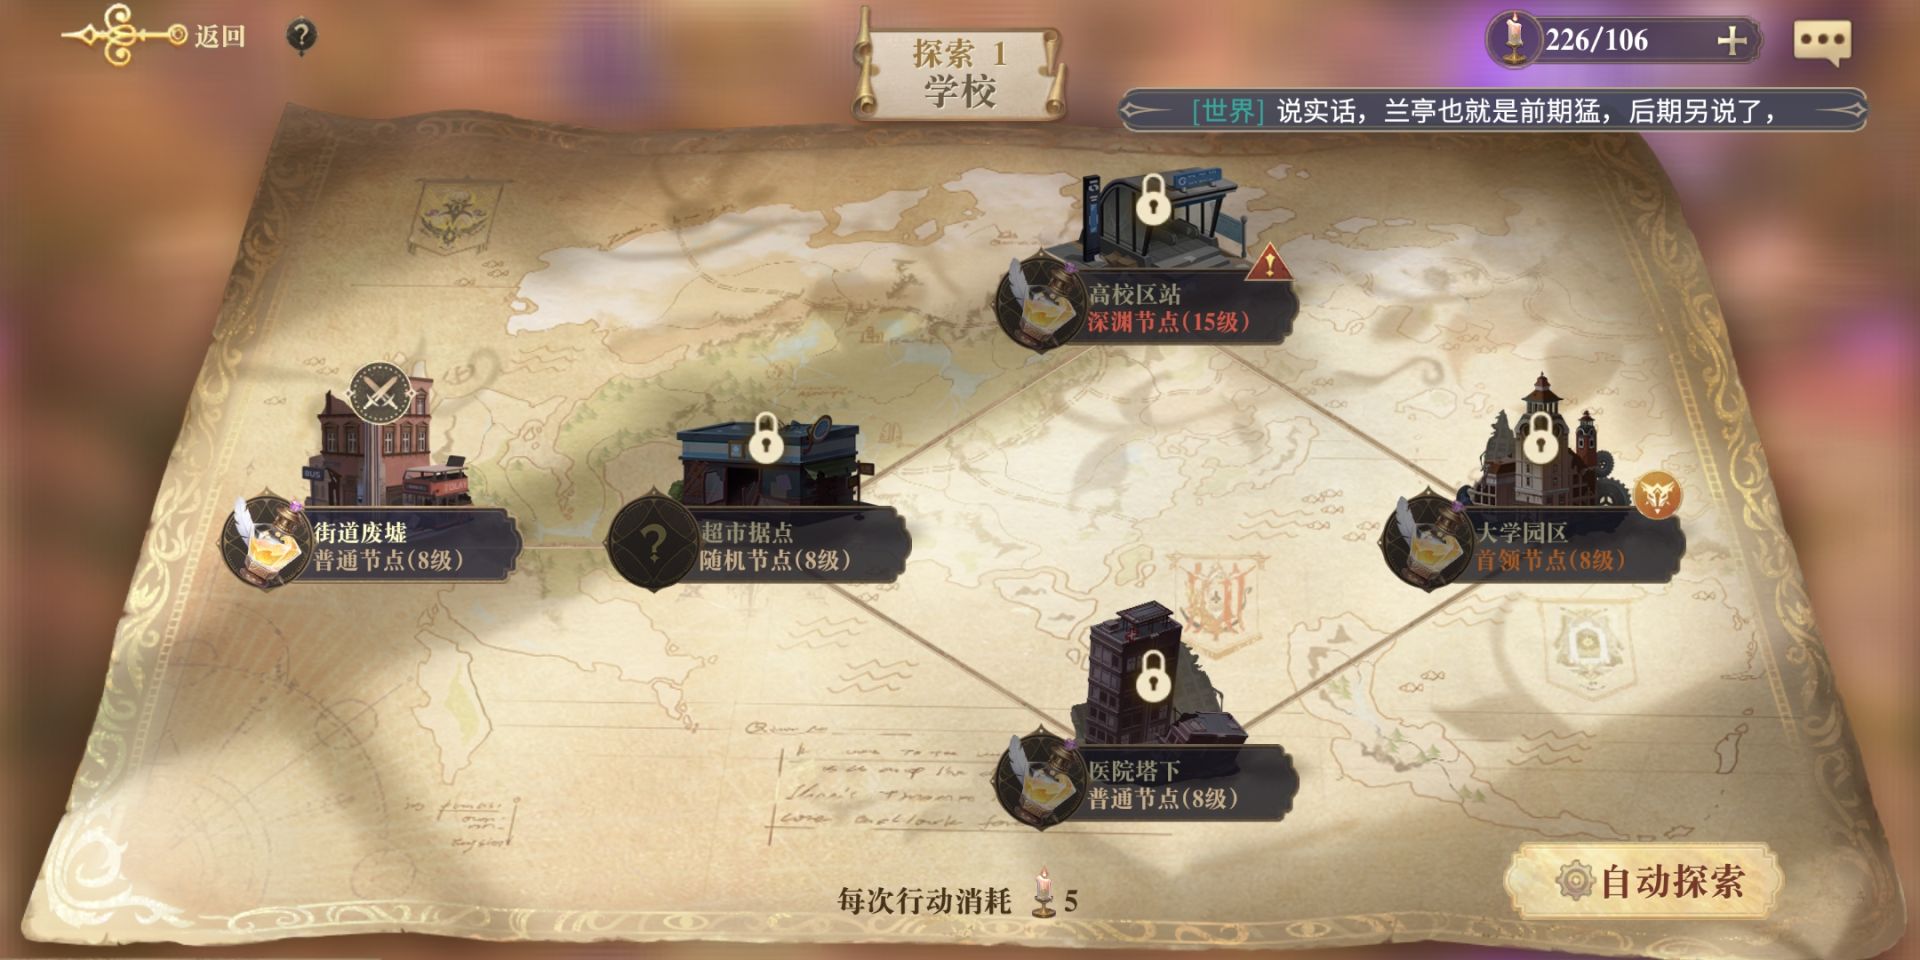 返回
?
探索 1
学校
226/106
[世界] 说实话，兰亭也就是前期猛，后期另说了，
高校区站
深渊节点(15级)
BUS
街道废墟
普通节点(8级)
?
超市据点
随机节点(8级)
大学园区
首领节点(8级)
医院塔下
普通节点(8级)
每次行动消耗 5
自动探索